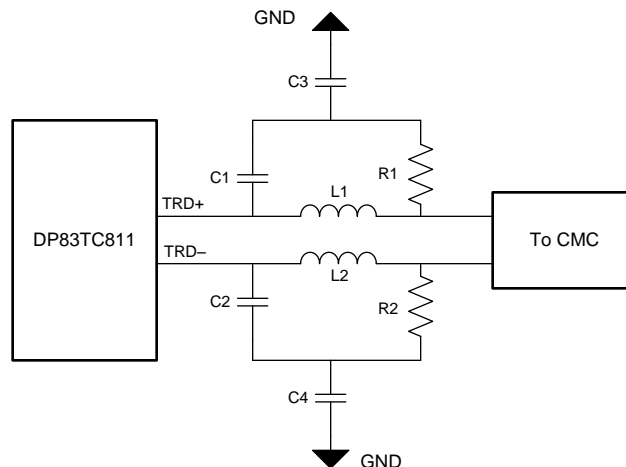 GND
C3
C1
L1
R1
TRD+
DP83TC811
To CMC
TRD–
L2
C2
R2
C4
GND